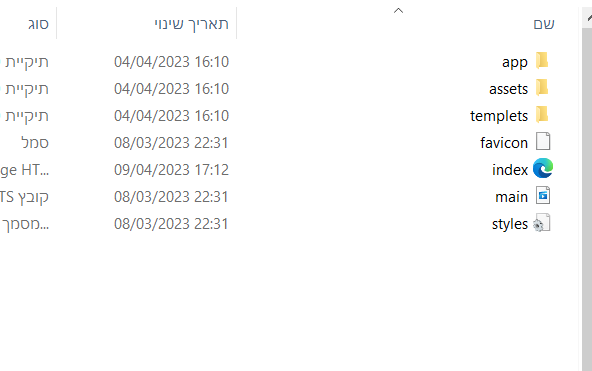 שם תאריך שינוי סוג
app 04/04/2023 16:10 תיקיית
assets 04/04/2023 16:10 תיקיית
templets 04/04/2023 16:10 תיקיית
favicon 08/03/2023 22:31 סמל
index 09/04/2023 17:12 ge HT...
main 08/03/2023 22:31 קובץ TS
styles 08/03/2023 22:31 מסמך...